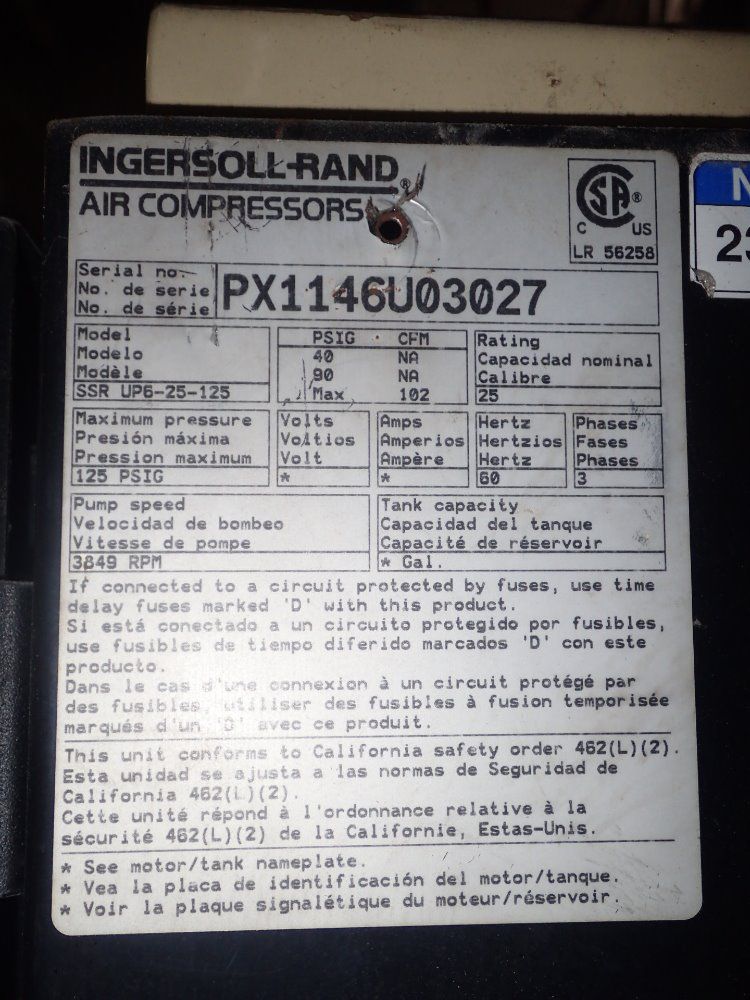 INGERSOLL-RAND®
AIR COMPRESSORS
CSA®
C US
LR 56258
N
23
Serial no.
No. de serie
No. de série
PX1146U03027
Model
Modelo
Modèle
SSR UP6-25-125
PSIG CFM
40 NA
90 NA
Max 102
Rating
Capacidad nominal
Calibre
25
Maximum pressure
Presión máxima
Pression maximum
125 PSIG
Volts
Voltios
Volt
*
Amps
Amperios
Ampère
*
Hertz
Hertzios
Hertz
60
Phases
Fases
Phases
3
Pump speed
Velocidad de bombeo
Vitesse de pompe
3849 RPM
Tank capacity
Capacidad del tanque
Capacité de réservoir
* Gal.
If connected to a circuit protected by fuses, use time
delay fuses marked 'D' with this product.
Si está conectado a un circuito protegido por fusibles,
use fusibles de tiempo diferido marcados 'D' con este
producto.
Dans le cas d'une connexion à un circuit protégé par
des fusibles, utiliser des fusibles à fusion temporisée
marqués d'un 'D' avec ce produit.
This unit conforms to California safety order 462(L)(2).
Esta unidad se ajusta a las normas de Seguridad de
California 462(L)(2).
Cette unité répond à l'ordonnance relative à la
sécurité 462(L)(2) de la Californie, Estas-Unis.
* See motor/tank nameplate.
* Vea la placa de identificación del motor/tanque.
* Voir la plaque signalétique du moteur/réservoir.